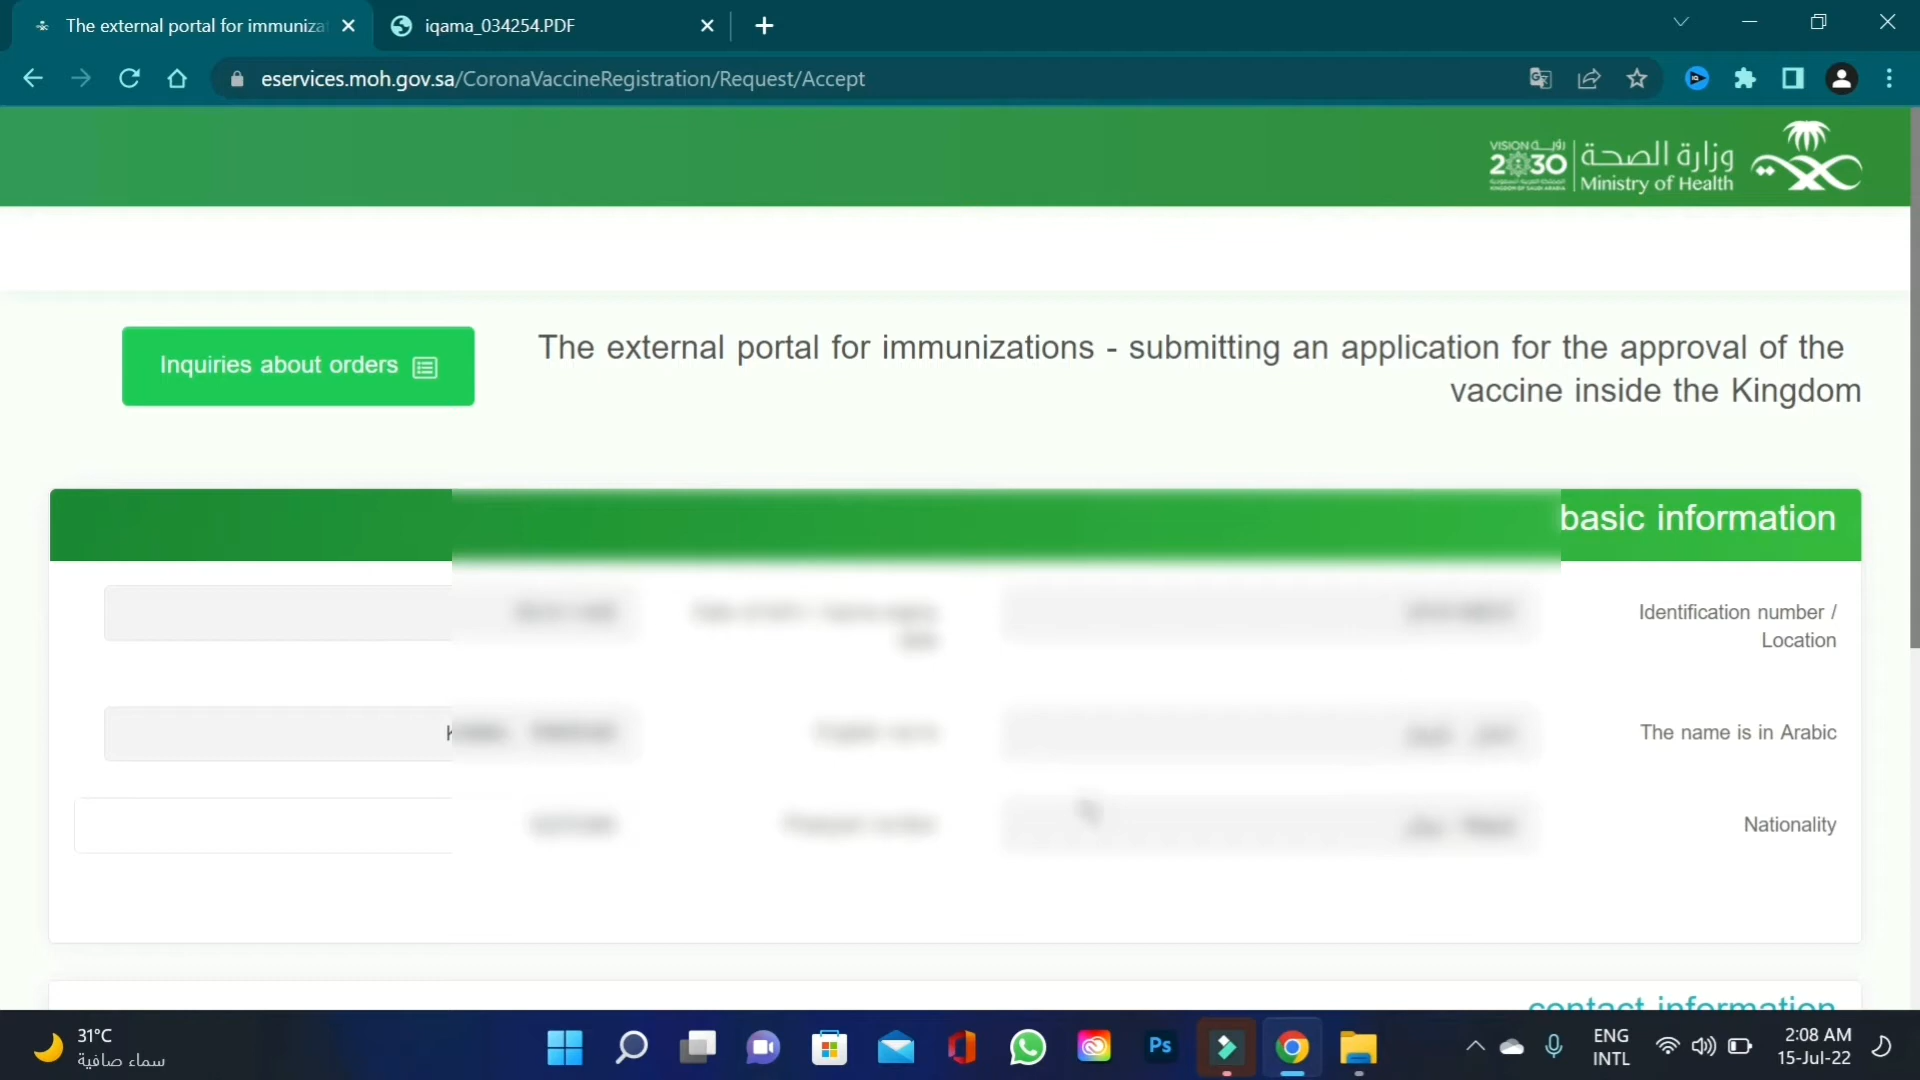 The external portal for immuniza
iqama_034254.PDF
eservices.moh.gov.sa/CoronaVaccineRegistration/Request/Accept
VISION رؤية
2030
وزارة الصحة
Ministry of Health
Inquiries about orders
The external portal for immunizations - submitting an application for the approval of the
vaccine inside the Kingdom
basic information
Identification number /
Location
The name is in Arabic
Nationality
contact information
31°C
سماء صافية
Ps
ENG
INTL
2:08 AM
15-Jul-22